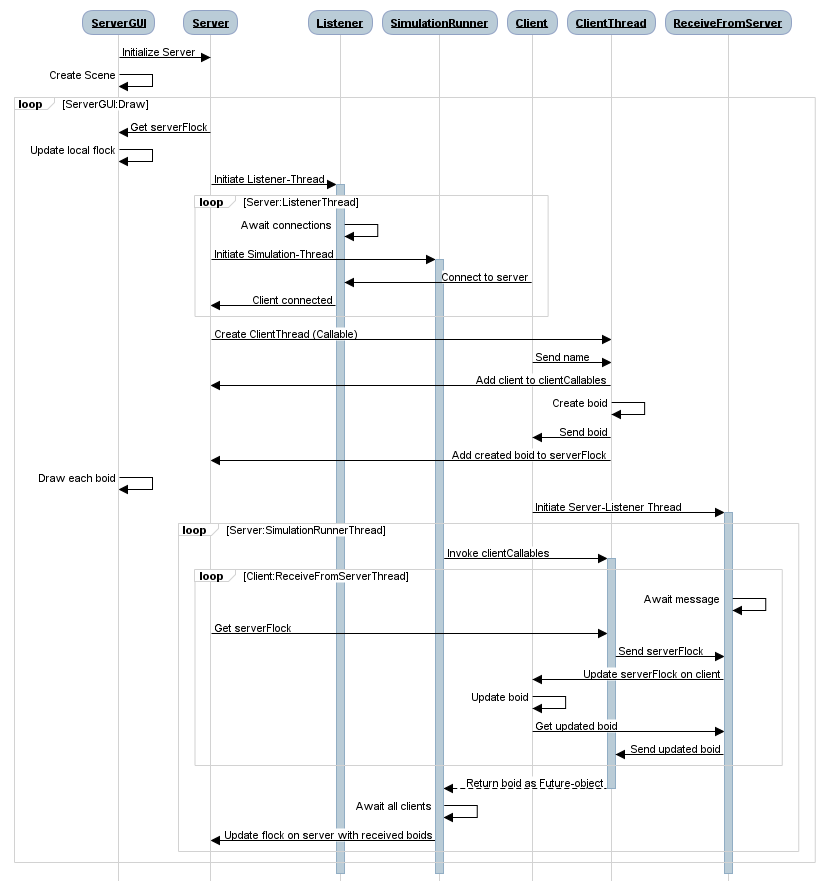 ServerGUI Server Listener SimulationRunner Client ClientThread ReceiveFromServer
Initialize Server
Create Scene
loop [ServerGUI:Draw]
Get serverFlock
Update local flock
Initiate Listener-Thread
loop [Server:ListenerThread]
Await connections
Initiate Simulation-Thread
Connect to server
Client connected
Create ClientThread (Callable)
Send name
Add client to clientCallables
Create boid
Send boid
Add created boid to serverFlock
Draw each boid
Initiate Server-Listener Thread
loop [Server:SimulationRunnerThread]
Invoke clientCallables
loop [Client:ReceiveFromServerThread]
Await message
Get serverFlock
Send serverFlock
Update serverFlock on client
Update boid
Get updated boid
Send updated boid
Return boid as Future-object
Await all clients
Update flock on server with received boids